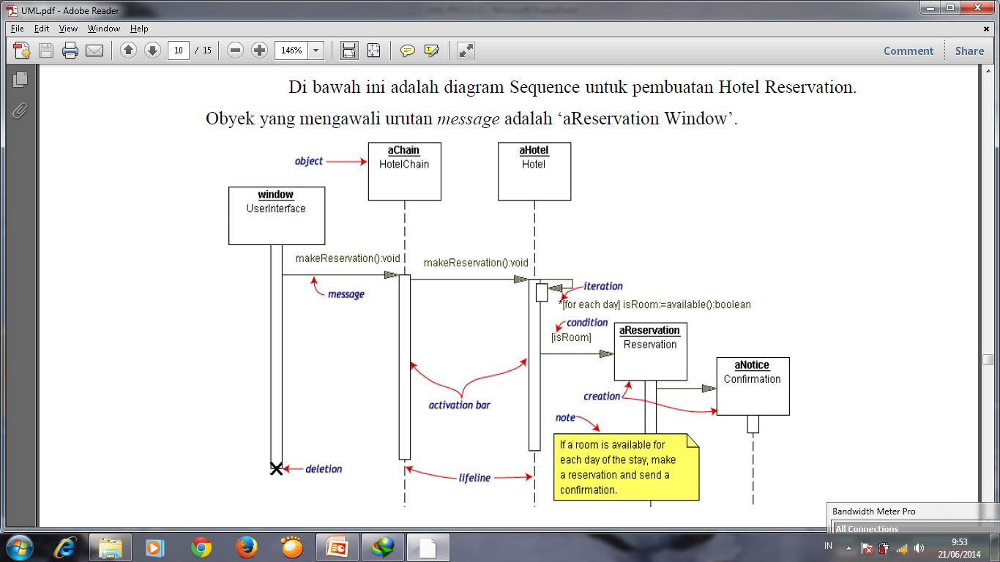 UML.pdf - Adobe Reader
File Edit View Window Help
10 / 15 146% Comment Share
Di bawah ini adalah diagram Sequence untuk pembuatan Hotel Reservation.
Obyek yang mengawali urutan message adalah ‘aReservation Window’.
object
aChain
HotelChain
aHotel
Hotel
window
UserInterface
makeReservation():void
makeReservation():void
message
iteration
*[for each day] isRoom:=available():boolean
condition
[isRoom]
aReservation
Reservation
aNotice
Confirmation
activation bar
creation
note
If a room is available for
each day of the stay, make
a reservation and send a
confirmation.
deletion
lifeline
Bandwidth Meter Pro
All Connections
IN
9:53
21/06/2014